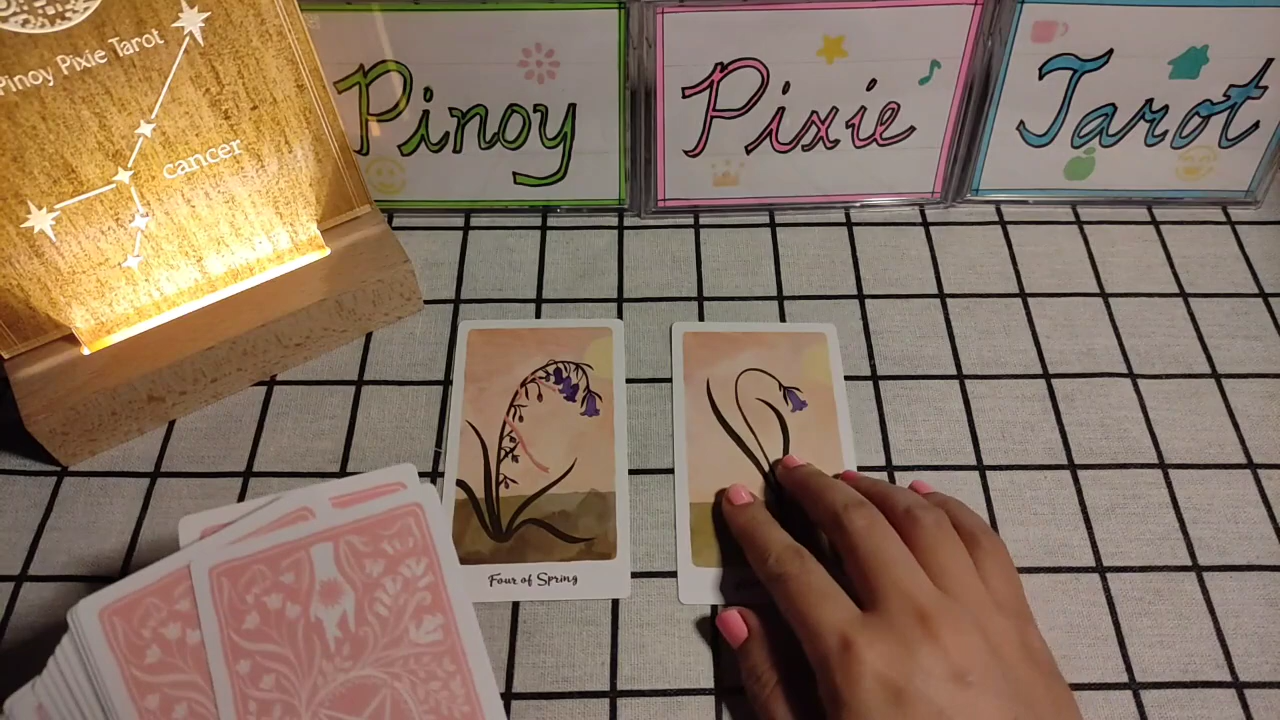 Pinoy Pixie Tarot
cancer
Pinoy
Pixie
Tarot
Four of Spring